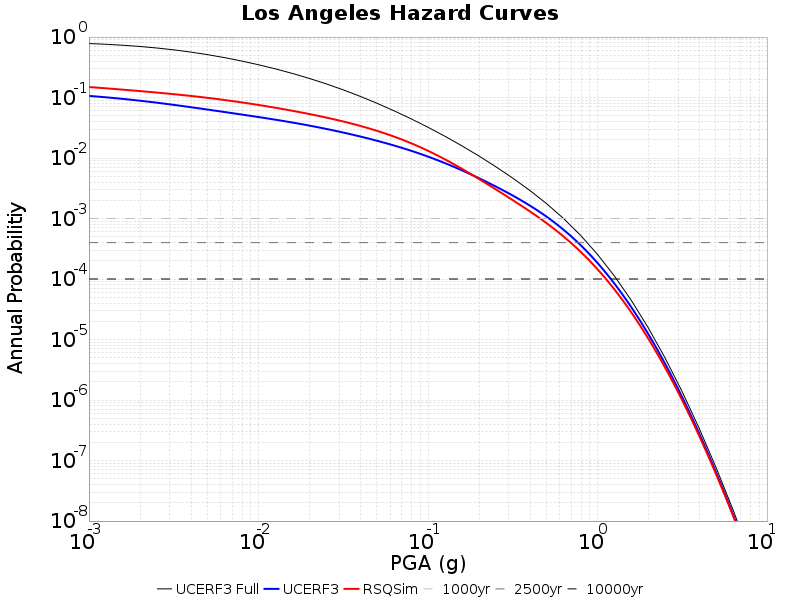 Los Angeles Hazard Curves
10^0
10^-1
10^-2
10^-3
10^-4
10^-5
10^-6
10^-7
10^-8
Annual Probabilitiy
10^-3 10^-2 10^-1 10^0 10^1
PGA (g)
UCERF3 Full UCERF3 RSQSim 1000yr 2500yr 10000yr